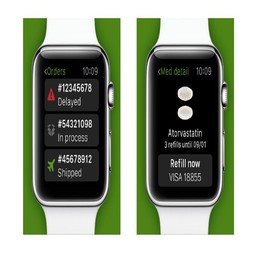 <Orders 10:09
#12345678
Delayed
#54321098
In process
#45678912
Shipped
<Med detail 10:09
Atorvastatin
3 refills until 09/01
Refill now
VISA 18855